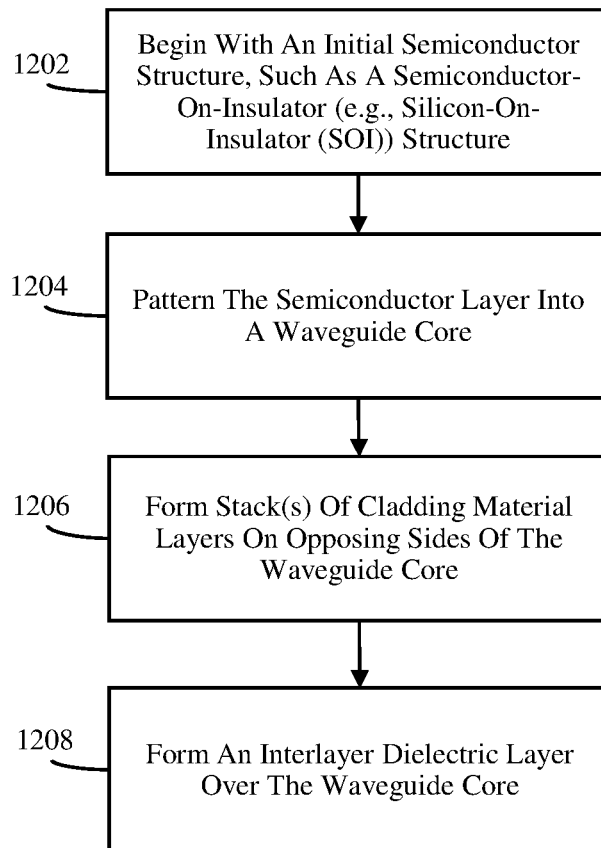 1202
Begin With An Initial Semiconductor
Structure, Such As A Semiconductor-
On-Insulator (e.g., Silicon-On-
Insulator (SOI)) Structure
1204
Pattern The Semiconductor Layer Into
A Waveguide Core
1206
Form Stack(s) Of Cladding Material
Layers On Opposing Sides Of The
Waveguide Core
1208
Form An Interlayer Dielectric Layer
Over The Waveguide Core